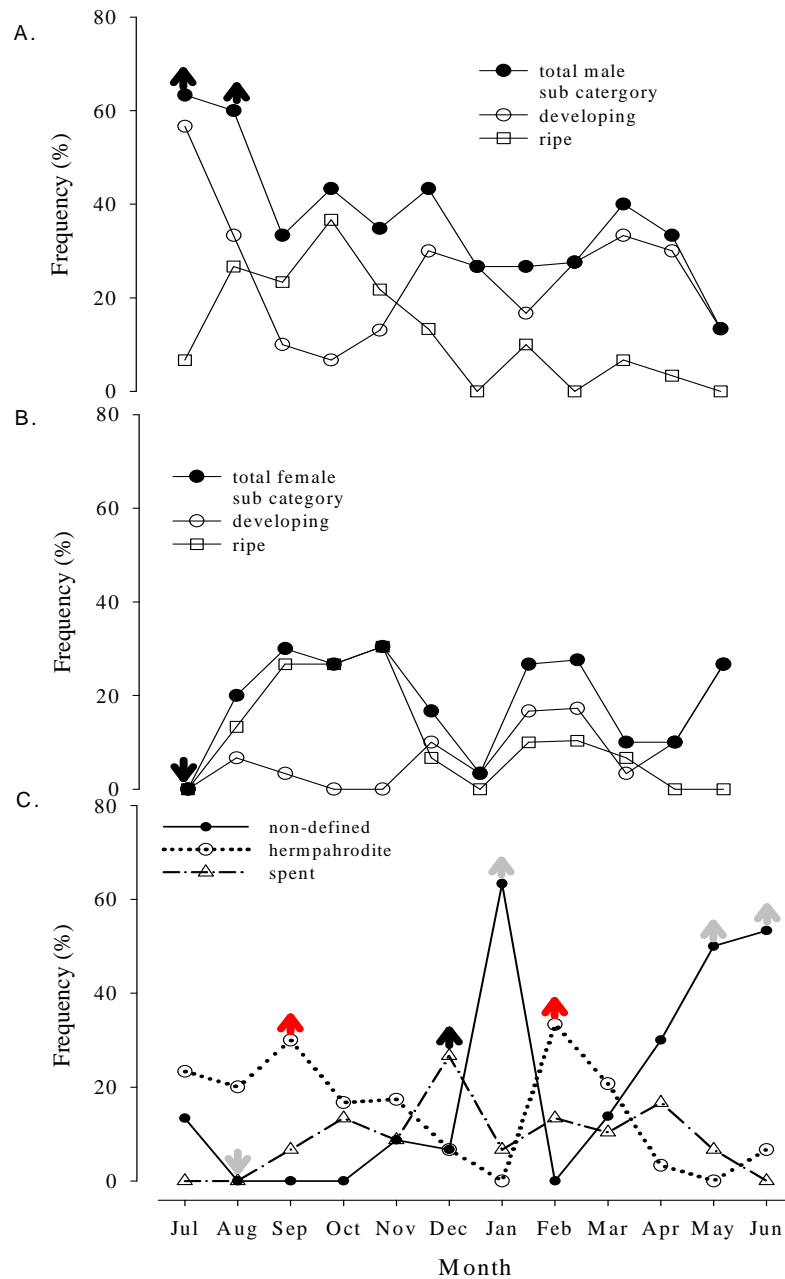 A.
80
60
40
20
0
Frequency (%)
total male
sub catergory
developing
ripe
B.
80
60
40
20
0
Frequency (%)
total female
sub category
developing
ripe
C.
80
60
40
20
0
Frequency (%)
non-defined
hermpahrodite
spent
Jul Aug Sep Oct Nov Dec Jan Feb Mar Apr May Jun
Month